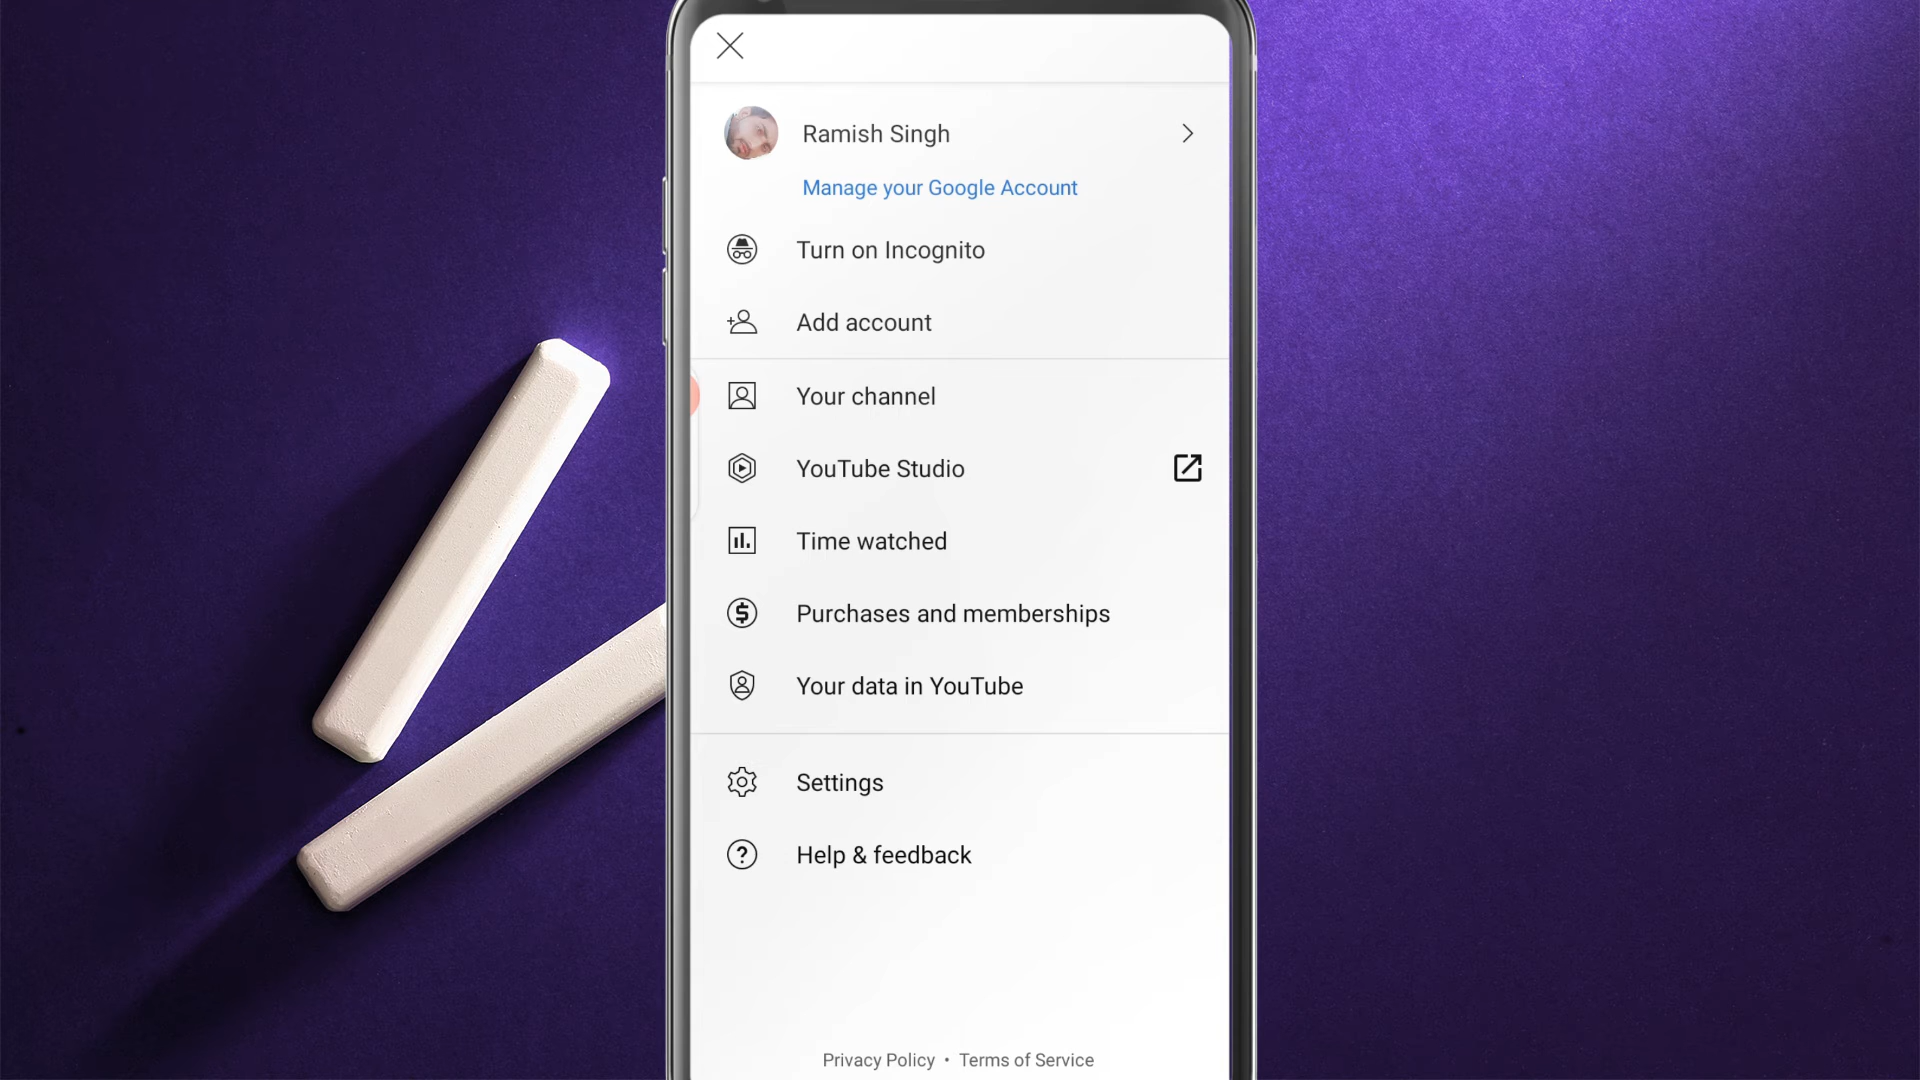 Ramish Singh
Manage your Google Account
Turn on Incognito
Add account
Your channel
YouTube Studio
Time watched
Purchases and memberships
Your data in YouTube
Settings
Help & feedback
Privacy Policy • Terms of Service